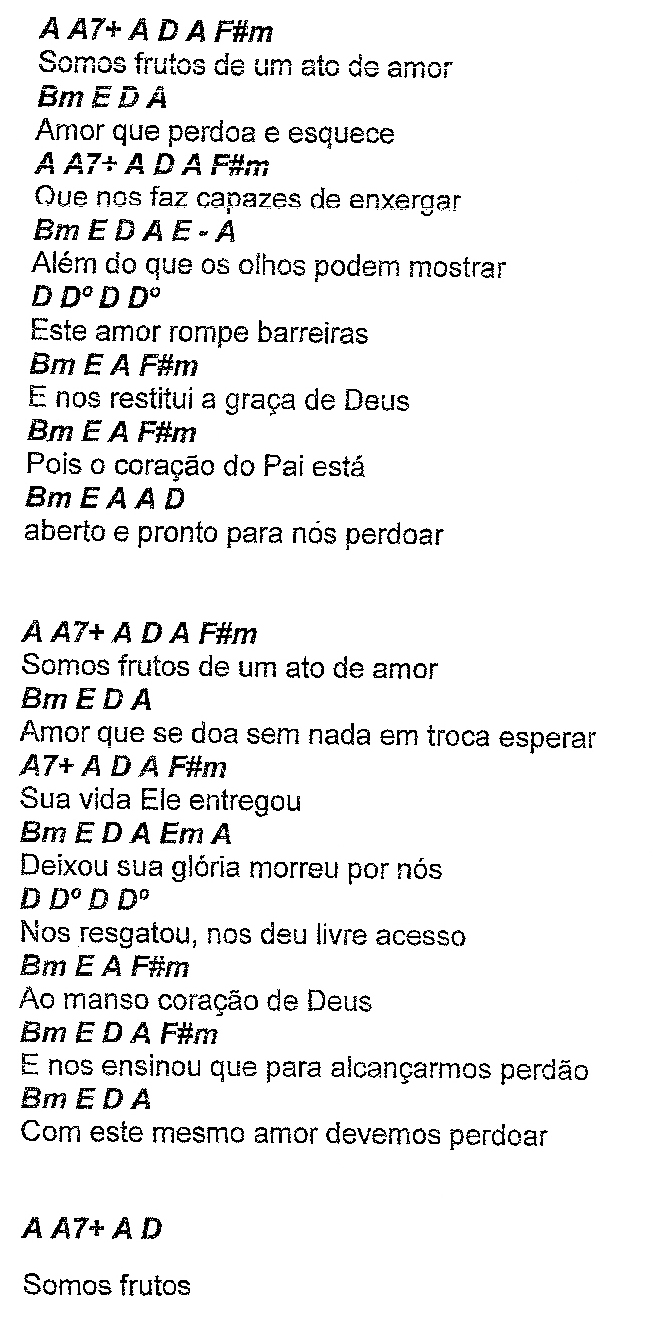 A A7+ A D A F#m
Somos frutos de um ato de amor
Bm E D A
Amor que perdoa e esquece
A A7+ A D A F#m
Que nos faz capazes de enxergar
Bm E D A E - A
Além do que os olhos podem mostrar
D Dº D Dº
Este amor rompe barreiras
Bm E A F#m
E nos restitui a graça de Deus
Bm E A F#m
Pois o coração do Pai está
Bm E A A D
aberto e pronto para nós perdoar
A A7+ A D A F#m
Somos frutos de um ato de amor
Bm E D A
Amor que se doa sem nada em troca esperar
A7+ A D A F#m
Sua vida Ele entregou
Bm E D A Em A
Deixou sua glória morreu por nós
D Dº D Dº
Nos resgatou, nos deu livre acesso
Bm E A F#m
Ao manso coração de Deus
Bm E D A F#m
E nos ensinou que para alcançarmos perdão
Bm E D A
Com este mesmo amor devemos perdoar
A A7+ A D
Somos frutos